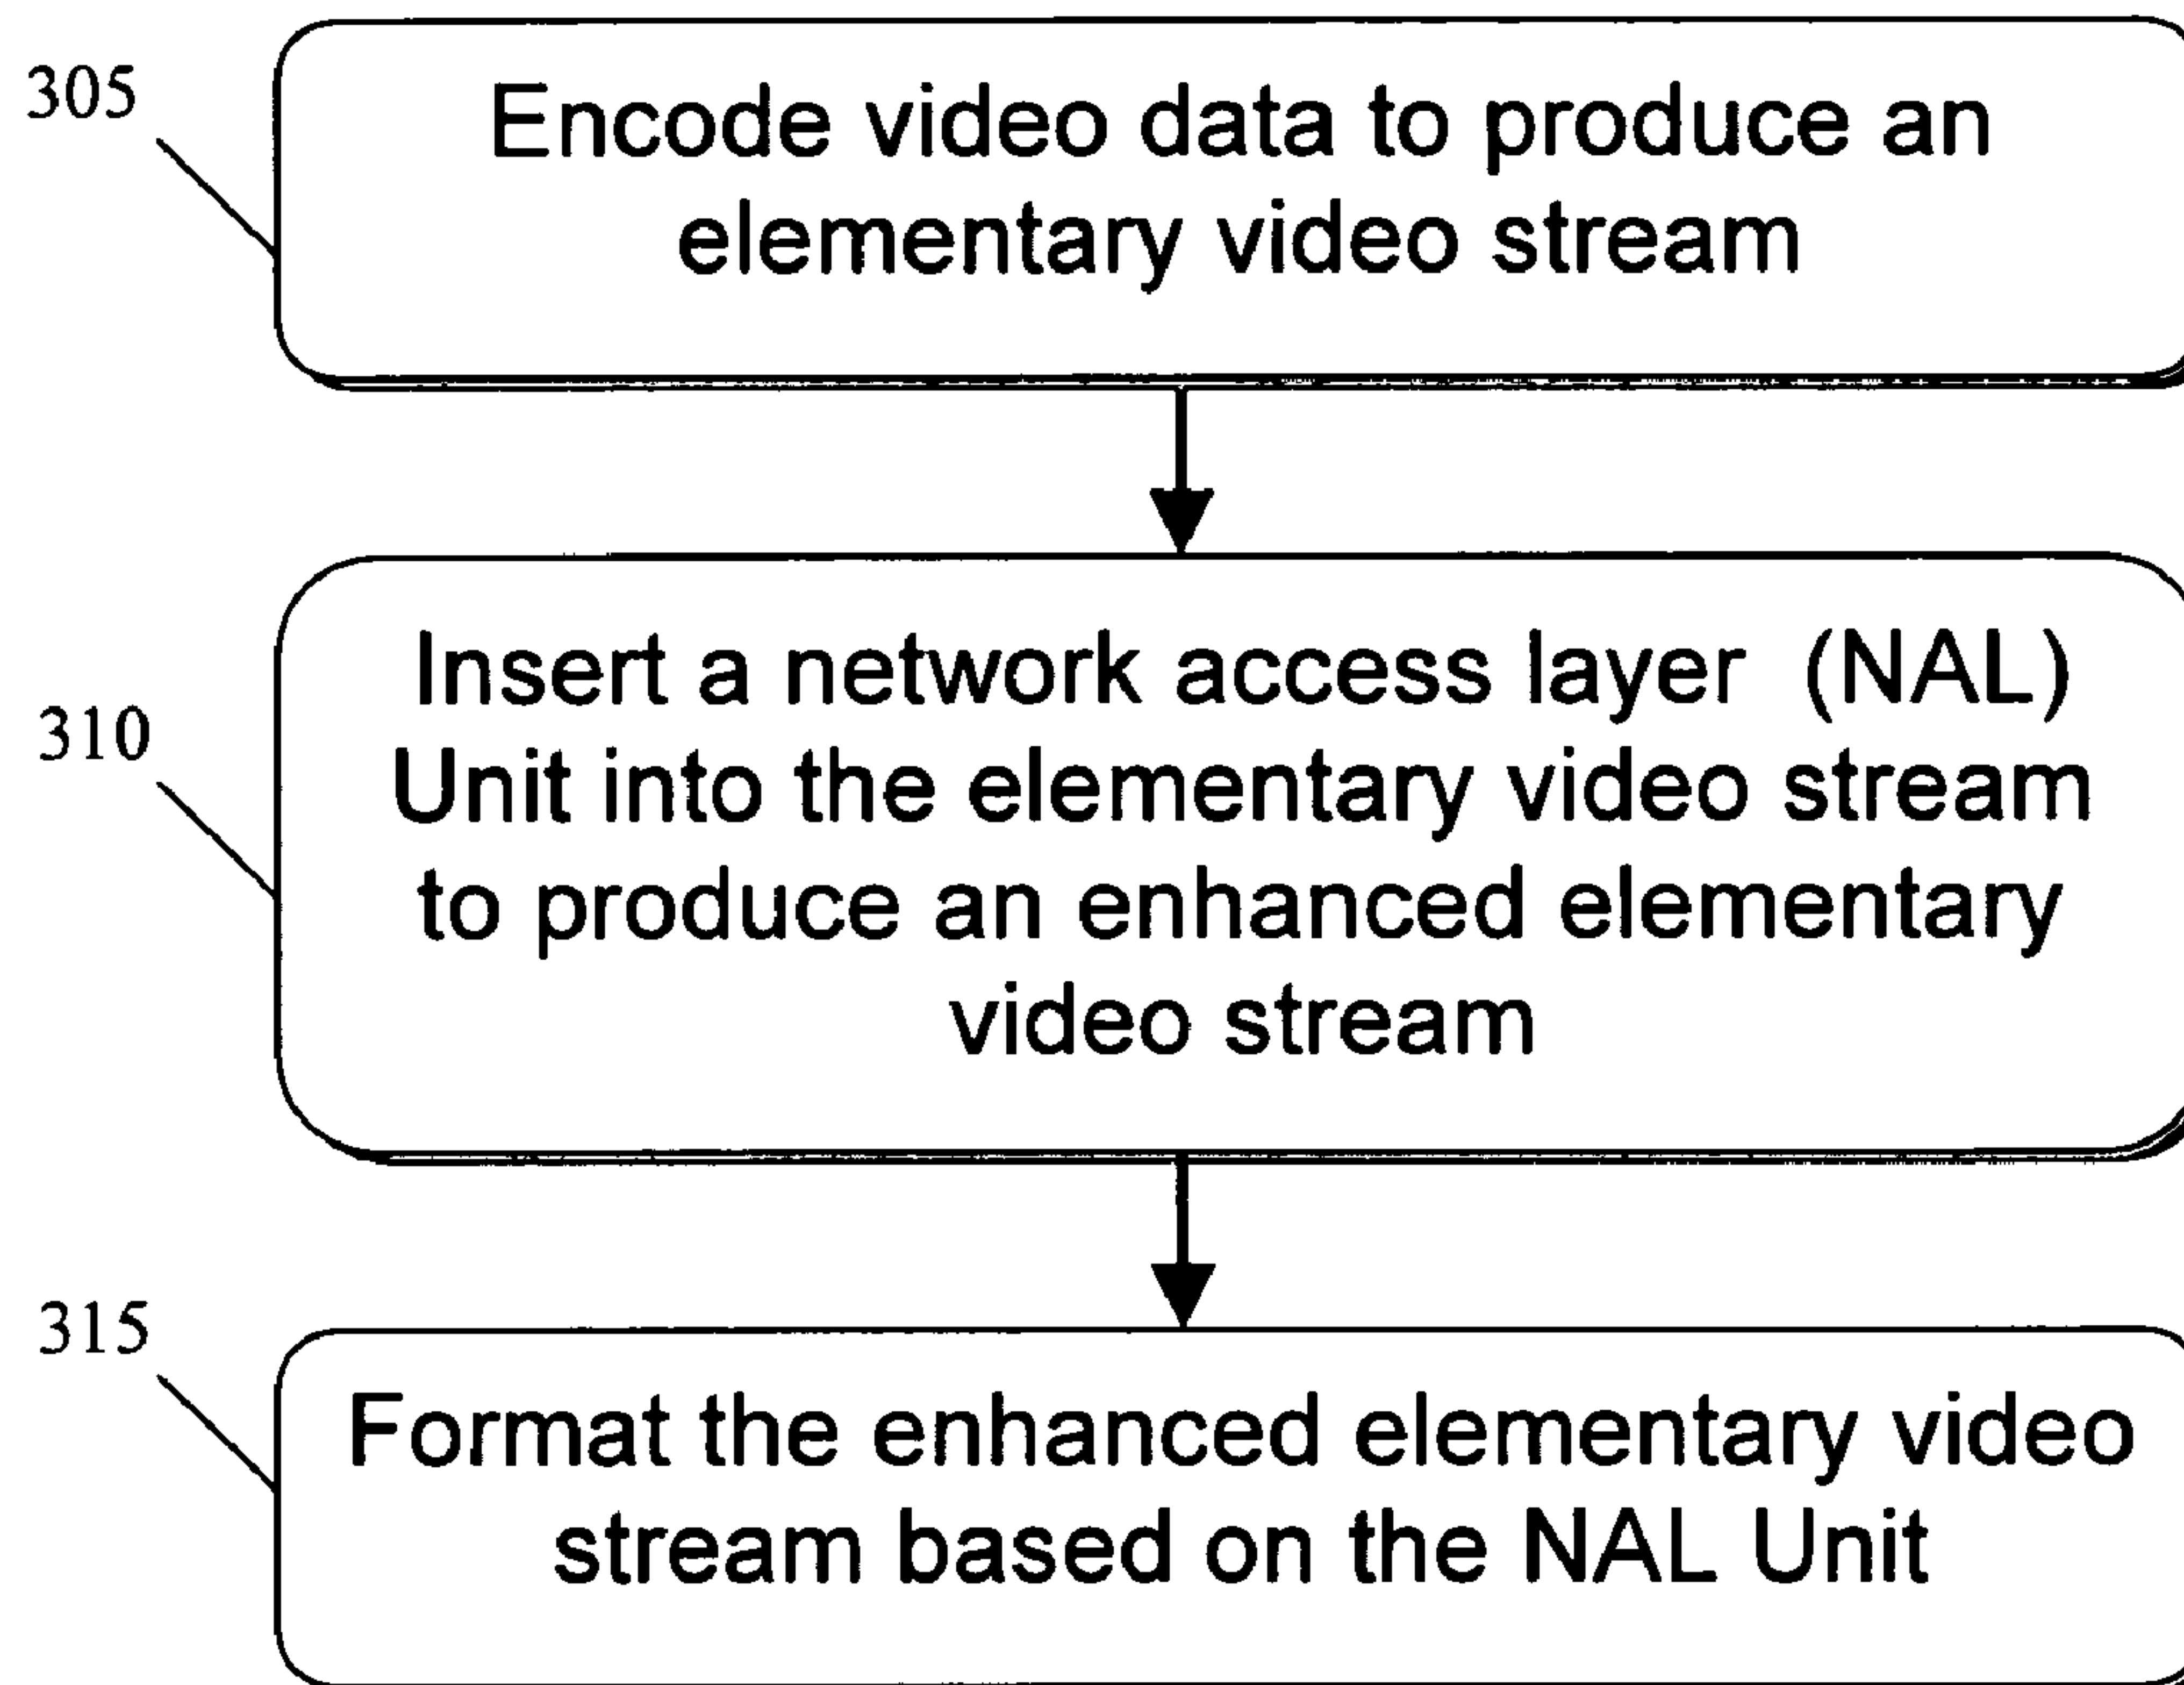 305
Encode video data to produce an
elementary video stream
310
Insert a network access layer (NAL)
Unit into the elementary video stream
to produce an enhanced elementary
video stream
315
Format the enhanced elementary video
stream based on the NAL Unit